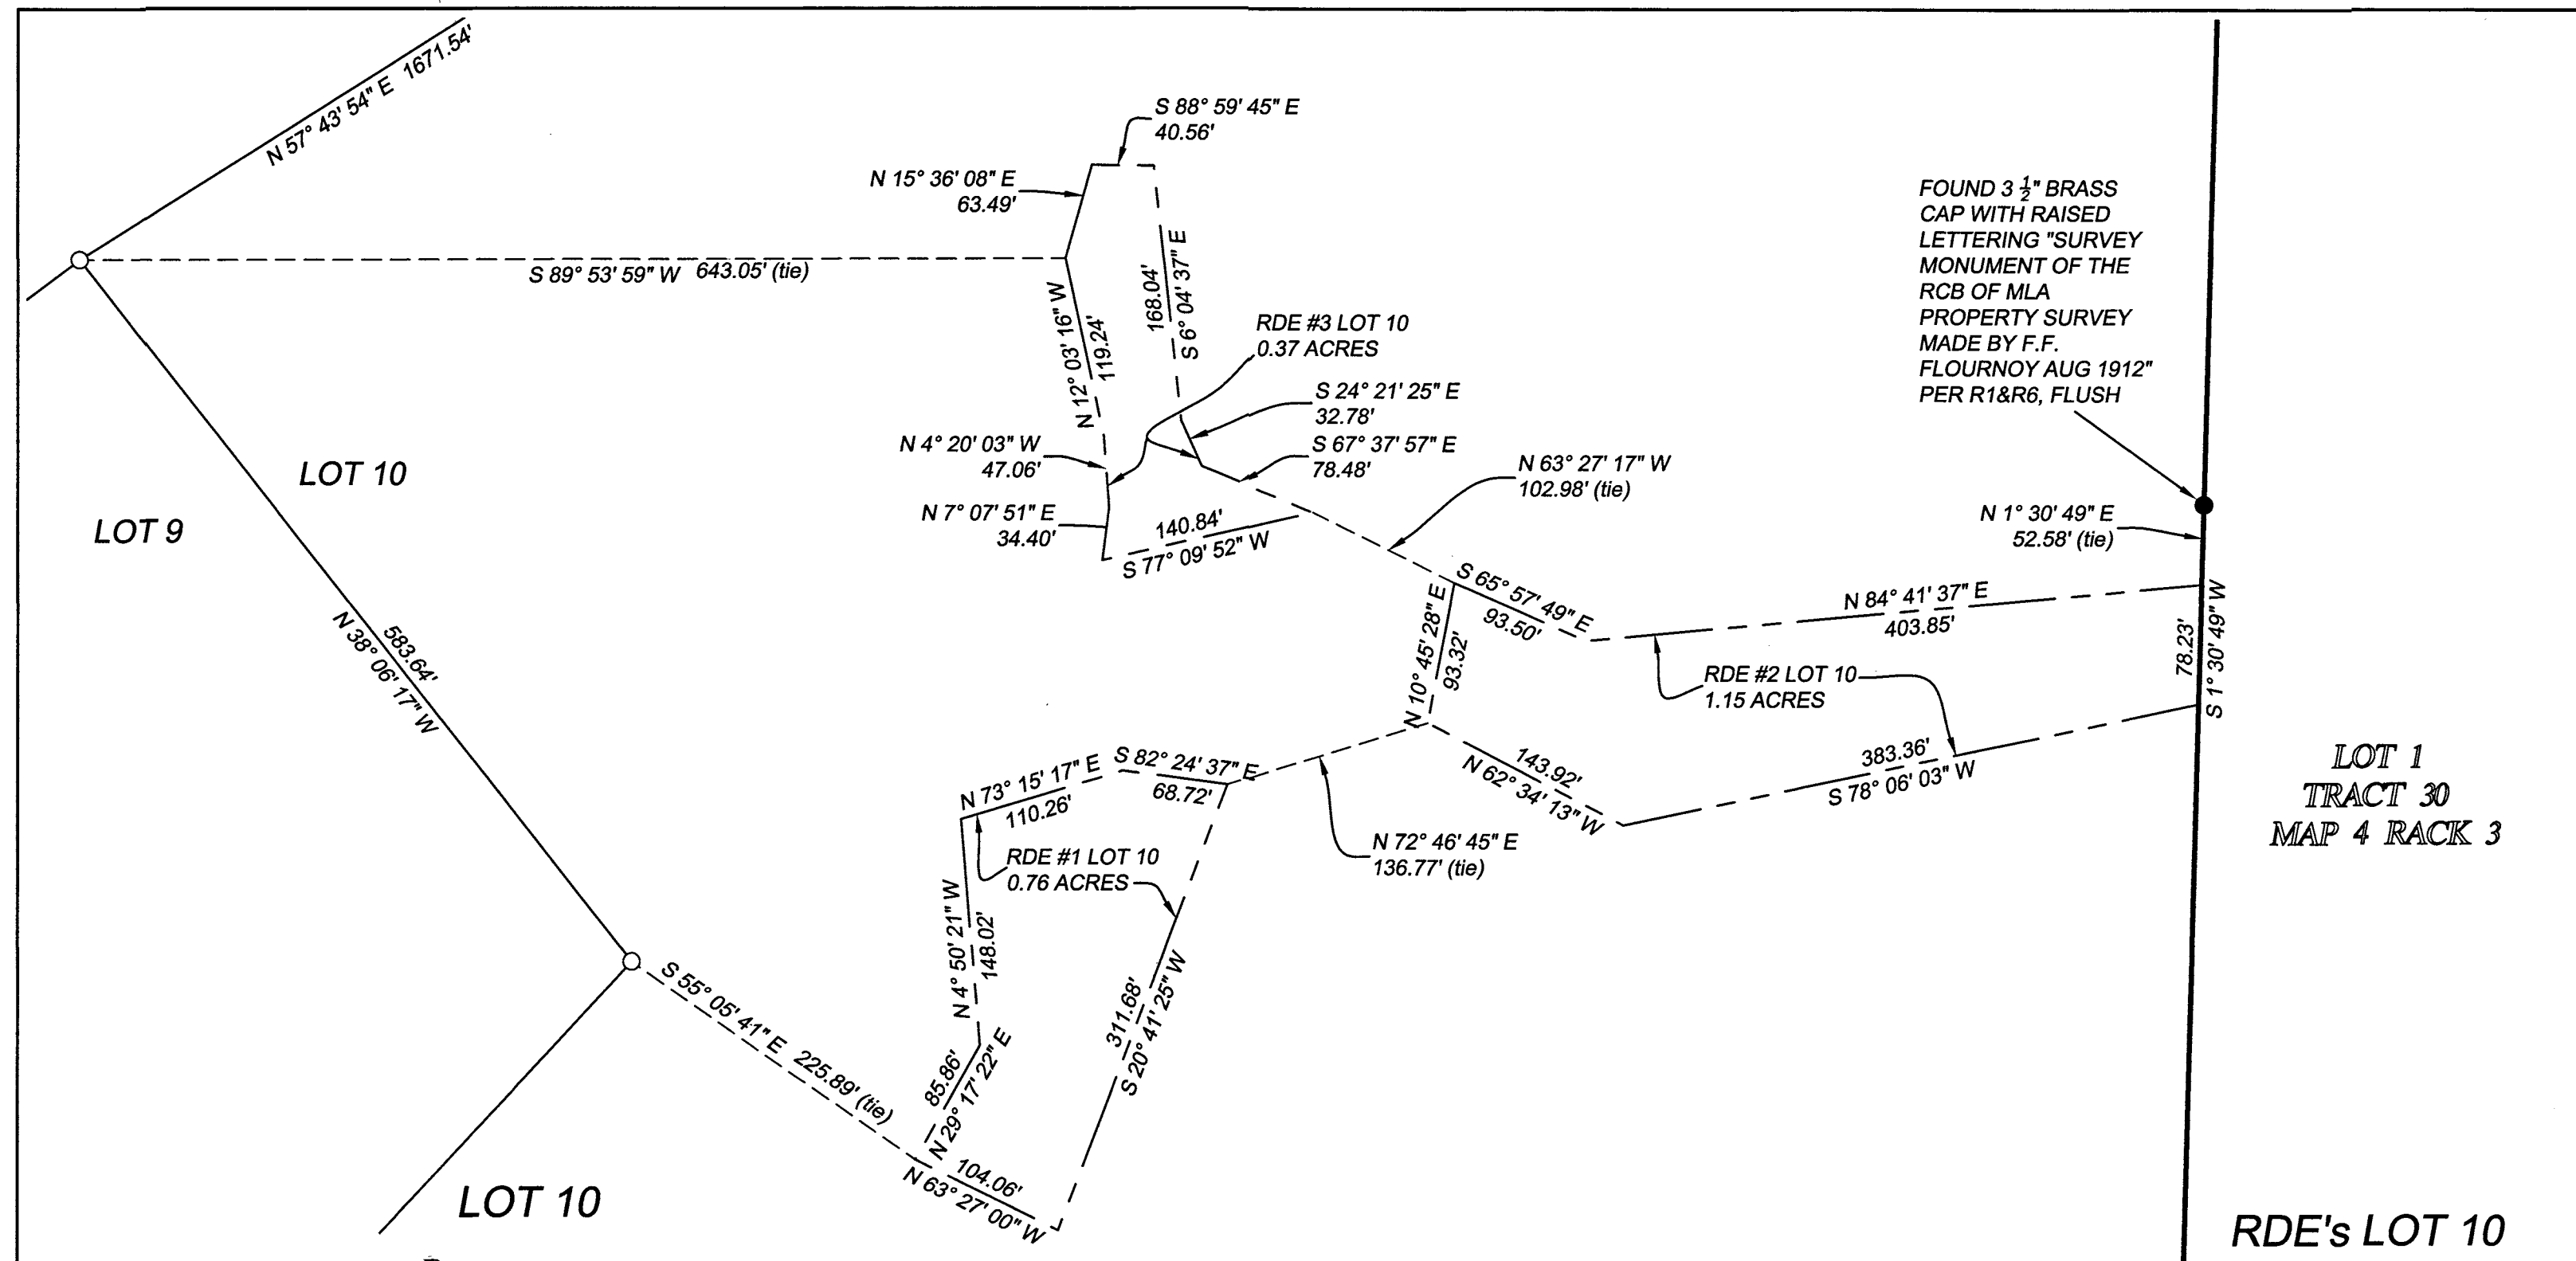 N 57° 43' 54" E 1671.54'
S 88° 59' 45" E
40.56'
N 15° 36' 08" E
63.49'
S 89° 53' 59" W 643.05' (tie)
N 12° 03' 16" W
119.24'
168.04'
S 6° 04' 37" E
RDE #3 LOT 10
0.37 ACRES
S 24° 21' 25" E
32.78'
S 67° 37' 57" E
78.48'
N 4° 20' 03" W
47.06'
N 7° 07' 51" E
34.40'
140.84'
S 77° 09' 52" W
N 63° 27' 17" W
102.98' (tie)
FOUND 3 ½" BRASS
CAP WITH RAISED
LETTERING "SURVEY
MONUMENT OF THE
RCB OF MLA
PROPERTY SURVEY
MADE BY F.F.
FLOURNOY AUG 1912"
PER R1&R6, FLUSH
N 1° 30' 49" E
52.58' (tie)
LOT 10
LOT 9
583.64'
N 38° 06' 17" W
S 65° 57' 49" E
93.50'
N 10° 45' 28" E
93.32'
N 84° 41' 37" E
403.85'
78.23'
S 1° 30' 49" W
RDE #2 LOT 10
1.15 ACRES
383.36'
S 78° 06' 03" W
143.92'
N 62° 34' 13" W
N 72° 46' 45" E
136.77' (tie)
N 73° 15' 17" E
110.26'
S 82° 24' 37" E
68.72'
RDE #1 LOT 10
0.76 ACRES
N 4° 50' 21" W
148.02'
311.68'
S 20° 41' 25" W
85.86'
N 29° 17' 22" E
S 55° 05' 41" E 225.89' (tie)
104.06'
N 63° 27' 00" W
LOT 1
TRACT 30
MAP 4 RACK 3
LOT 10
RDE's LOT 10